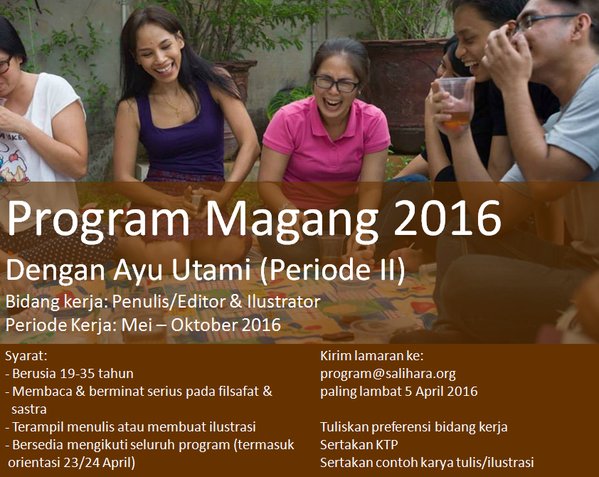 Program Magang 2016
Dengan Ayu Utami (Periode II)
Bidang kerja: Penulis/Editor & Ilustrator
Periode Kerja: Mei – Oktober 2016
Syarat:
- Berusia 19-35 tahun
- Membaca & berminat serius pada filsafat &
sastra
- Terampil menulis atau membuat ilustrasi
- Bersedia mengikuti seluruh program (termasuk
orientasi 23/24 April)
Kirim lamaran ke:
program@salihara.org
paling lambat 5 April 2016
Tuliskan preferensi bidang kerja
Sertakan KTP
Sertakan contoh karya tulis/ilustrasi